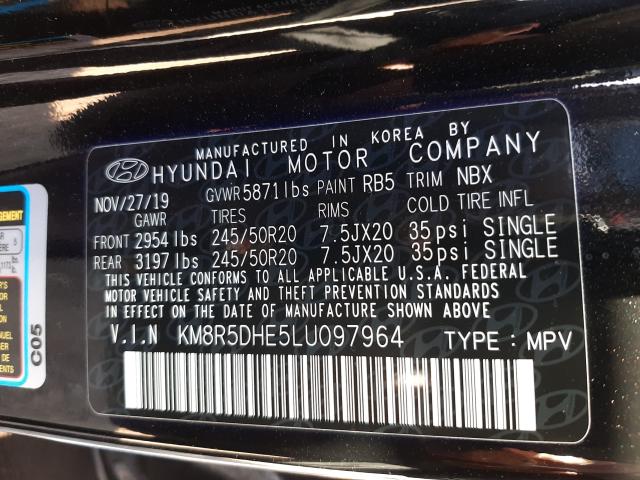 MANUFACTURED IN KOREA BY
HYUNDAI MOTOR COMPANY
NOV/27/19 GVWR 5871lbs PAINT RB5 TRIM NBX
GAWR TIRES RIMS COLD TIRE INFL
FRONT 2954 lbs 245/50R20 7.5JX20 35psi SINGLE
REAR 3197 lbs 245/50R20 7.5JX20 35psi SINGLE
THIS VEHICLE CONFORMS TO ALL APPLICABLE U.S.A. FEDERAL
MOTOR VEHICLE SAFETY AND THEFT PREVENTION STANDARDS
IN EFFECT ON THE DATE OF MANUFACTURE SHOWN ABOVE
V.I.N KM8R5DHE5LU097964 TYPE : MPV
C05